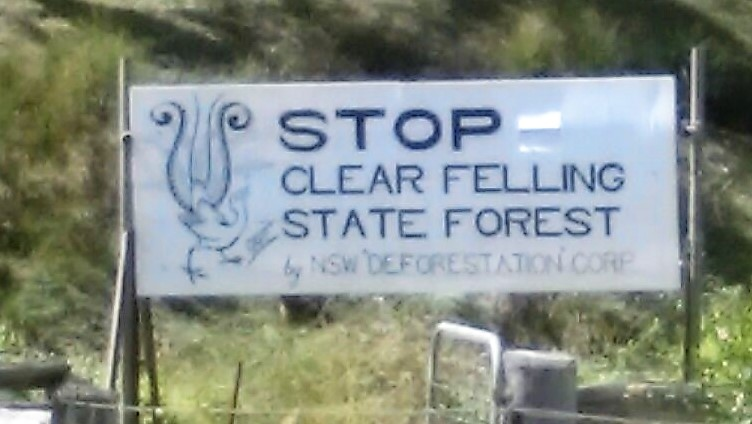 STOP
CLEAR FELLING
STATE FOREST
by NSW 'DEFORESTATION' CORP.